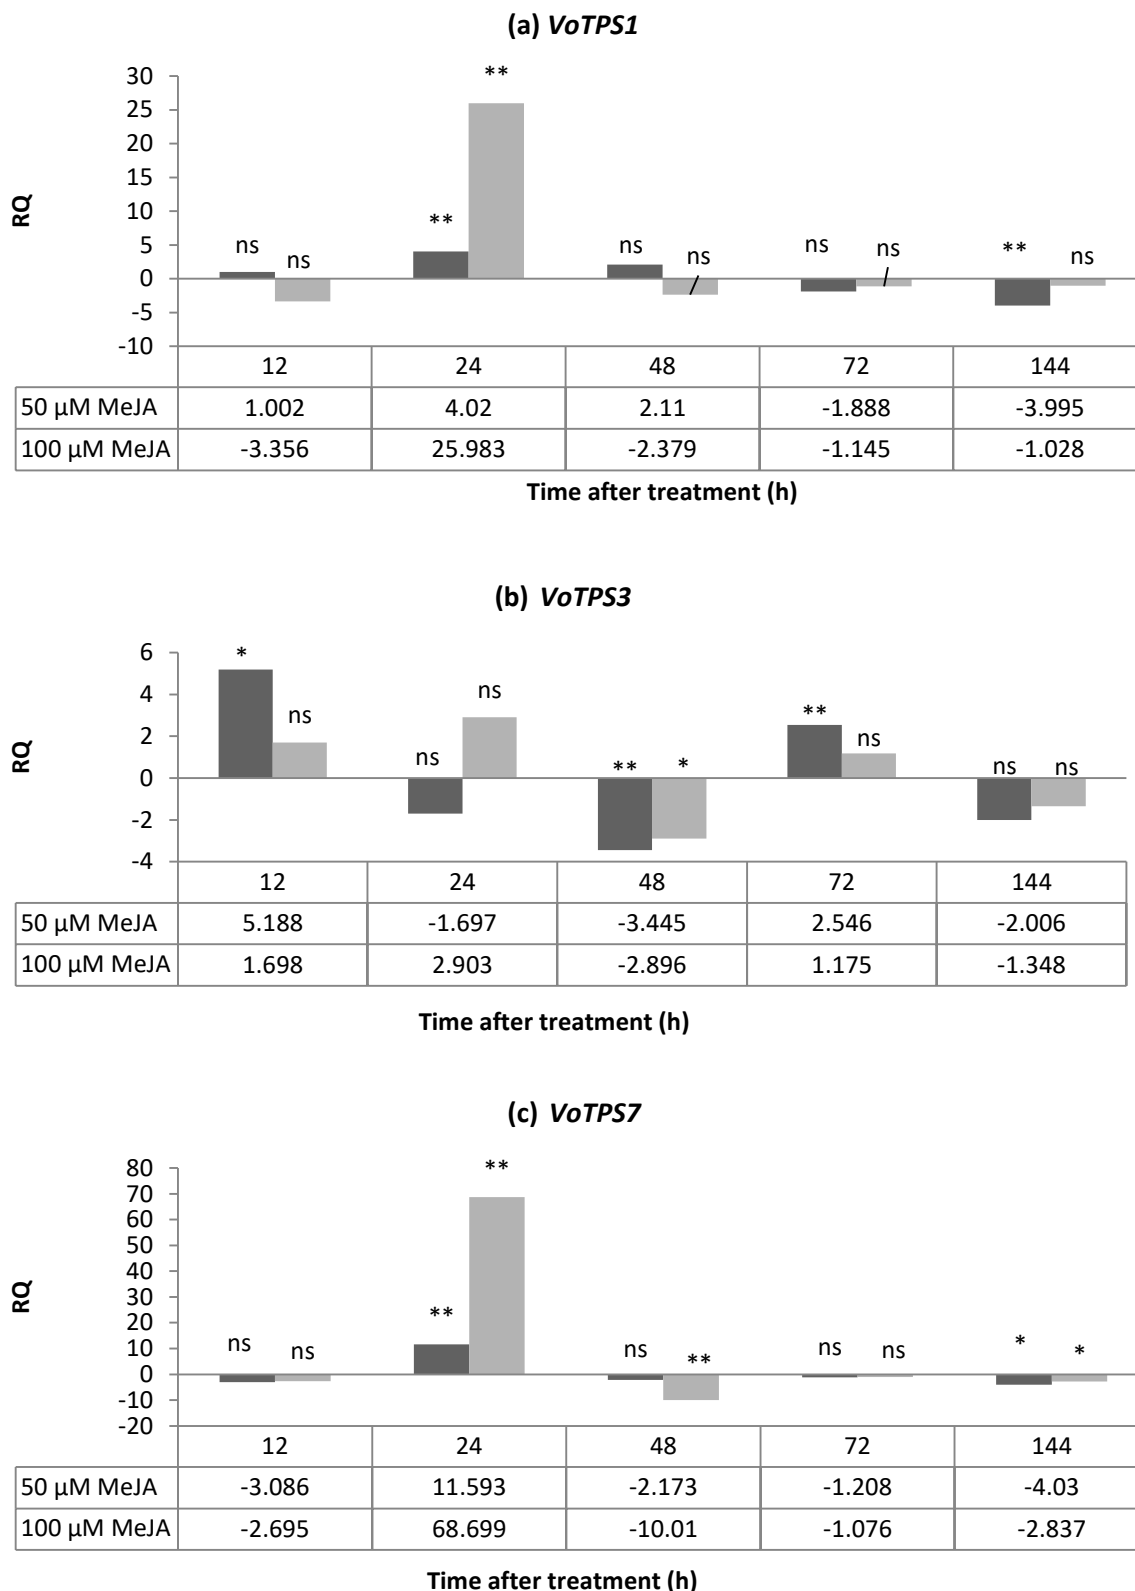 (a) VoTPS1
**
30
25
20
15
10
5
0
-5
-10
RQ
ns ns ** ns ns ns ns ** ns
12 24 48 72 144
50 µM MeJA 1.002 4.02 2.11 -1.888 -3.995
100 µM MeJA -3.356 25.983 -2.379 -1.145 -1.028
Time after treatment (h)
(b) VoTPS3
6
4
2
0
-2
-4
RQ
* ns ns ns ** * ** ns ns ns
12 24 48 72 144
50 µM MeJA 5.188 -1.697 -3.445 2.546 -2.006
100 µM MeJA 1.698 2.903 -2.896 1.175 -1.348
Time after treatment (h)
(c) VoTPS7
**
80
70
60
50
40
30
20
10
0
-10
-20
RQ
ns ns ** ns ** ns ns * *
12 24 48 72 144
50 µM MeJA -3.086 11.593 -2.173 -1.208 -4.03
100 µM MeJA -2.695 68.699 -10.01 -1.076 -2.837
Time after treatment (h)